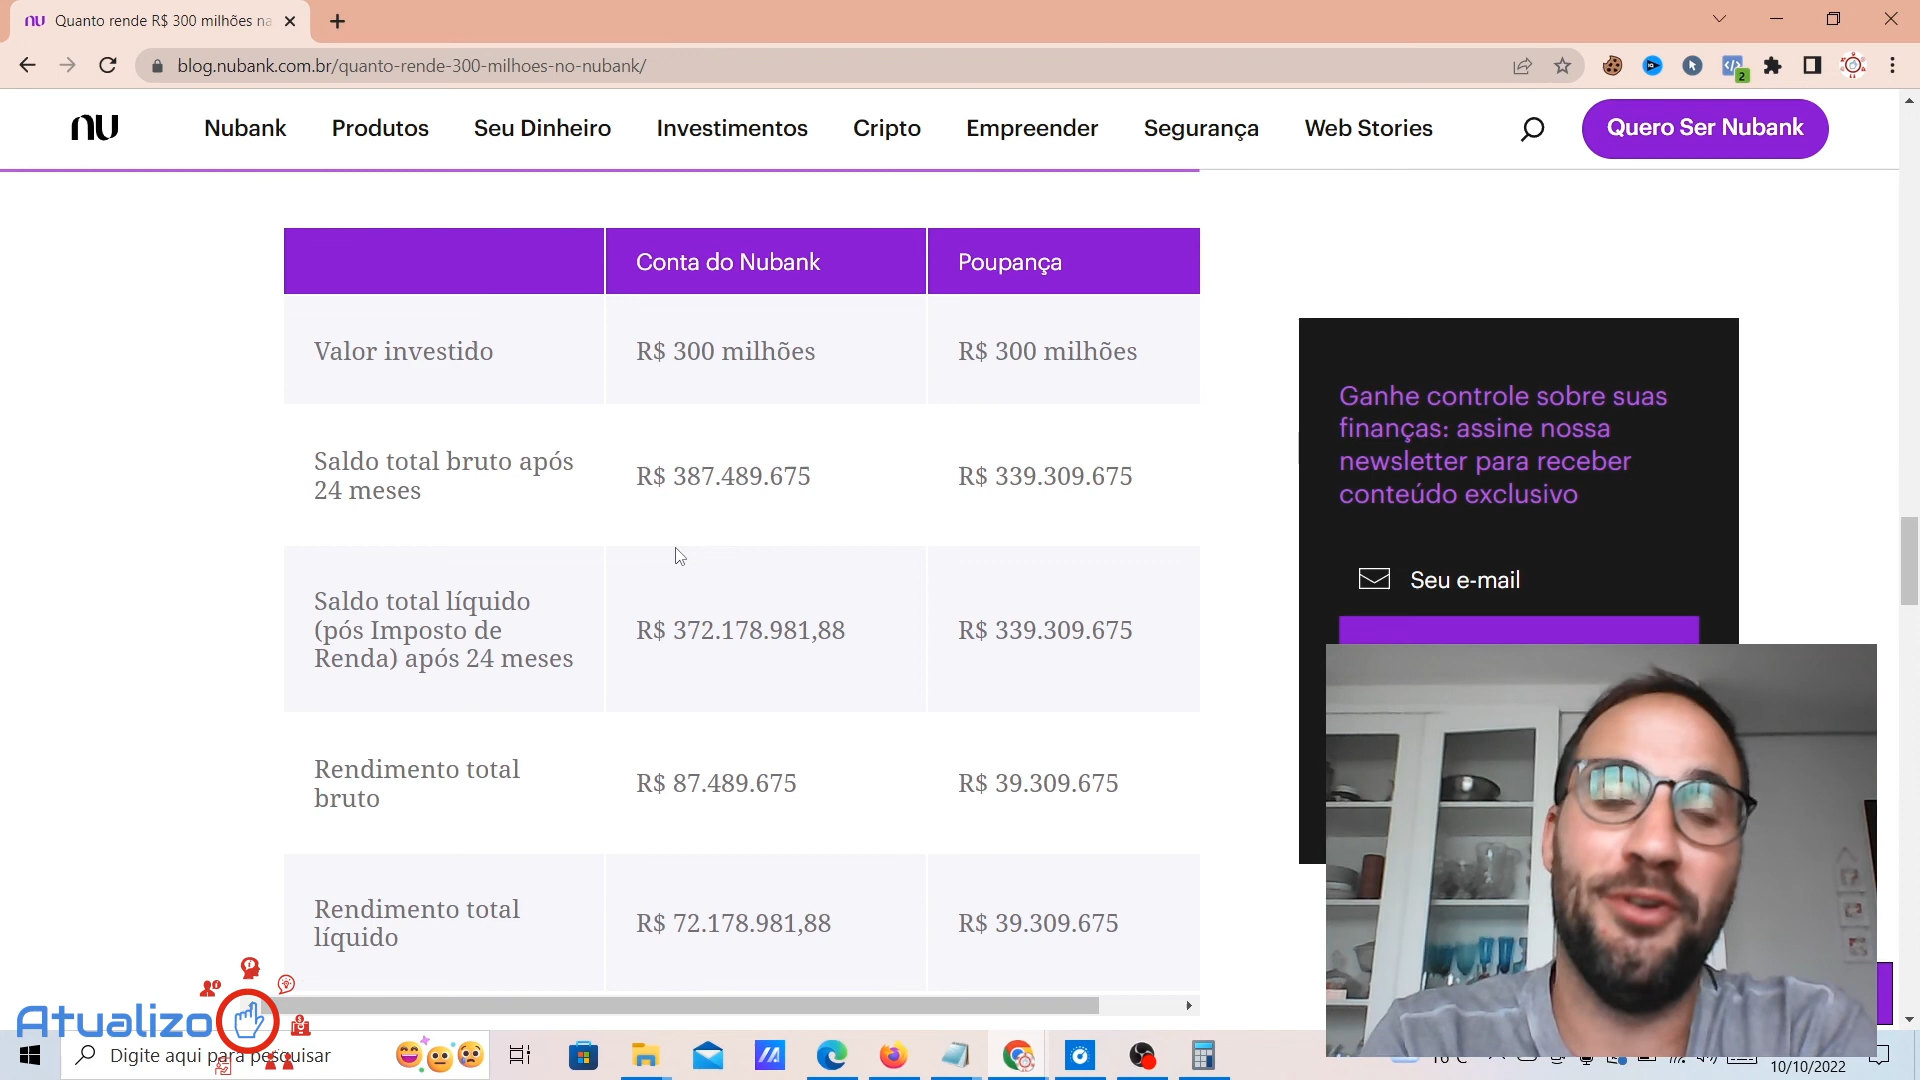 nu Quanto rende R$ 300 milhões na
blog.nubank.com.br/quanto-rende-300-milhoes-no-nubank/
2
nu Nubank Produtos Seu Dinheiro Investimentos Cripto Empreender Segurança Web Stories Quero Ser Nubank
Conta do Nubank Poupança
Valor investido R$ 300 milhões R$ 300 milhões
Saldo total bruto após
24 meses
R$ 387.489.675 R$ 339.309.675
Saldo total líquido
(pós Imposto de
Renda) após 24 meses
R$ 372.178.981,88 R$ 339.309.675
Rendimento total
bruto
R$ 87.489.675 R$ 39.309.675
Rendimento total
líquido
R$ 72.178.981,88 R$ 39.309.675
Ganhe controle sobre suas
finanças: assine nossa
newsletter para receber
conteúdo exclusivo
Seu e-mail
Atualizo
Digite aqui para pesquisar
16°C
10/10/2022